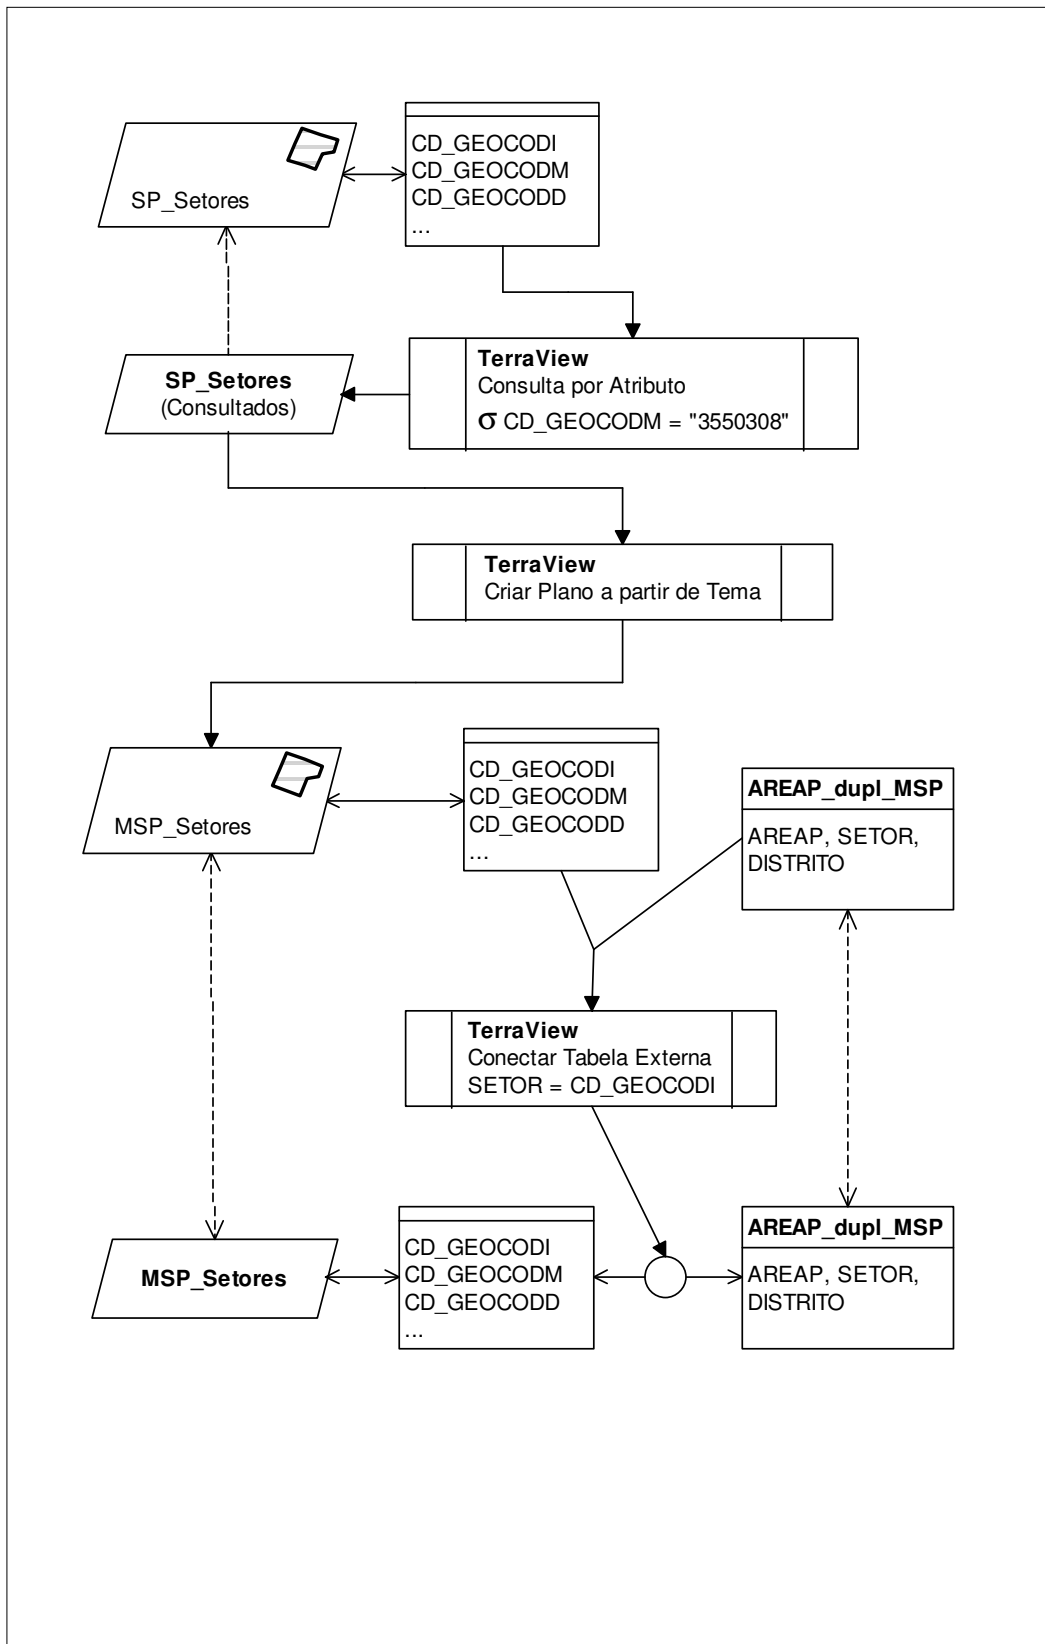 SP_Setores
CD_GEOCODI
CD_GEOCODM
CD_GEOCODD
...
TerraView
Consulta por Atributo
σ CD_GEOCODM = "3550308"
SP_Setores
(Consultados)
TerraView
Criar Plano a partir de Tema
MSP_Setores
CD_GEOCODI
CD_GEOCODM
CD_GEOCODD
...
AREAP_dupl_MSP
AREAP, SETOR,
DISTRITO
TerraView
Conectar Tabela Externa
SETOR = CD_GEOCODI
MSP_Setores
CD_GEOCODI
CD_GEOCODM
CD_GEOCODD
...
AREAP_dupl_MSP
AREAP, SETOR,
DISTRITO